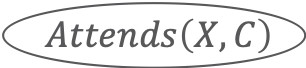 Attends(X, C)